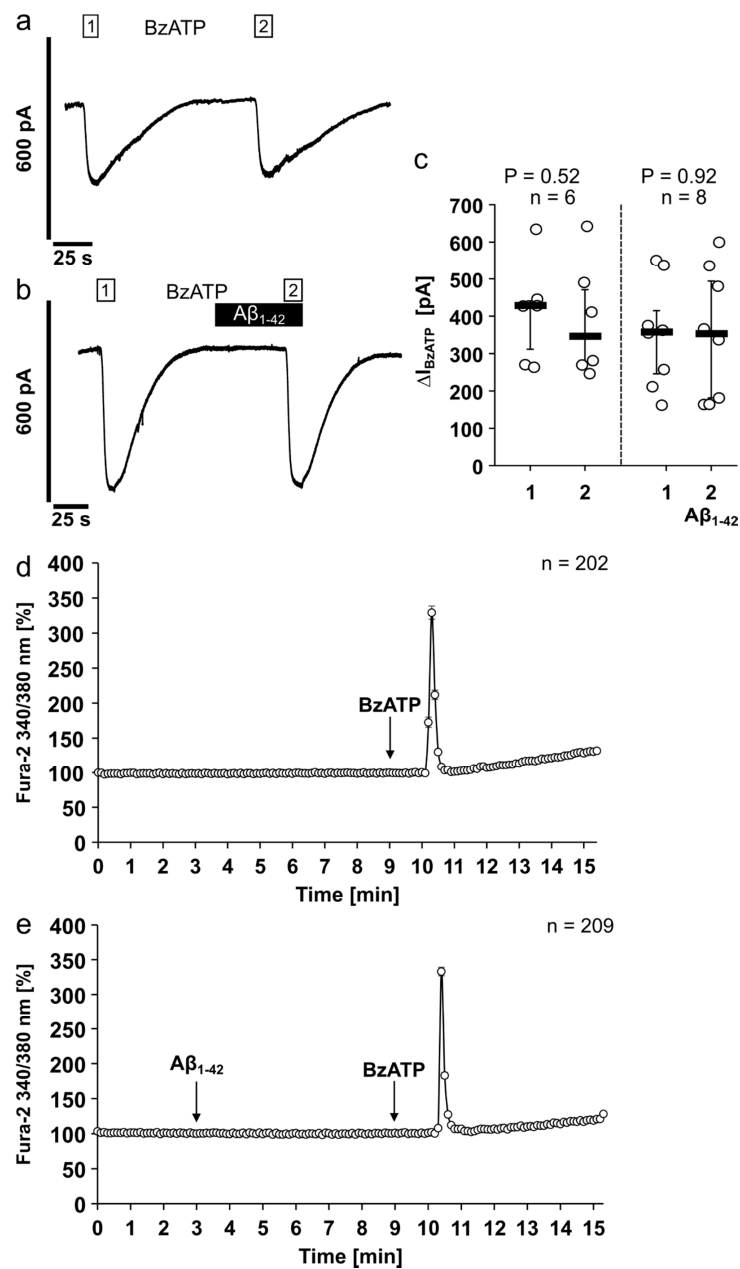 a
1 BzATP 2
600 pA
25 s
b
1 BzATP 2
Aβ1-42
600 pA
25 s
c
P = 0.52 P = 0.92
n = 6 n = 8
700
600
500
400
300
200
100
0
ΔIBzATP [pA]
1 2 1 2
Aβ1-42
d
n = 202
400
350
300
250
200
150
100
50
0
Fura-2 340/380 nm [%]
BzATP
0 1 2 3 4 5 6 7 8 9 10 11 12 13 14 15
Time [min]
e
n = 209
400
350
300
250
200
150
100
50
0
Fura-2 340/380 nm [%]
Aβ1-42 BzATP
0 1 2 3 4 5 6 7 8 9 10 11 12 13 14 15
Time [min]